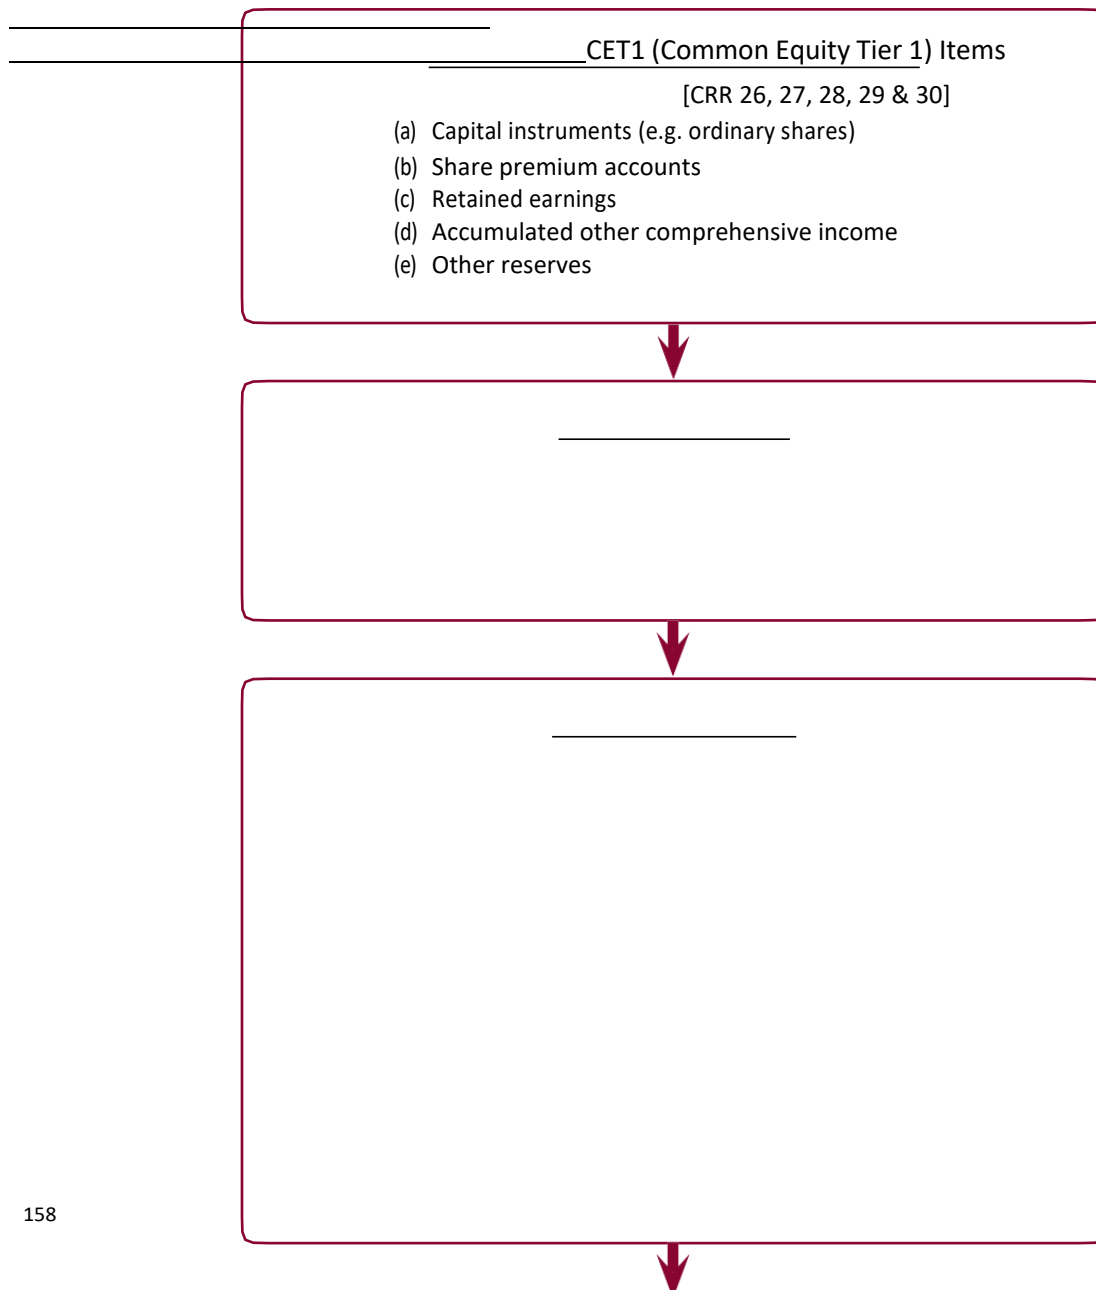 CET1 (Common Equity Tier 1) Items
[CRR 26, 27, 28, 29 & 30]
(a) Capital instruments (e.g. ordinary shares)
(b) Share premium accounts
(c) Retained earnings
(d) Accumulated other comprehensive income
(e) Other reserves
158